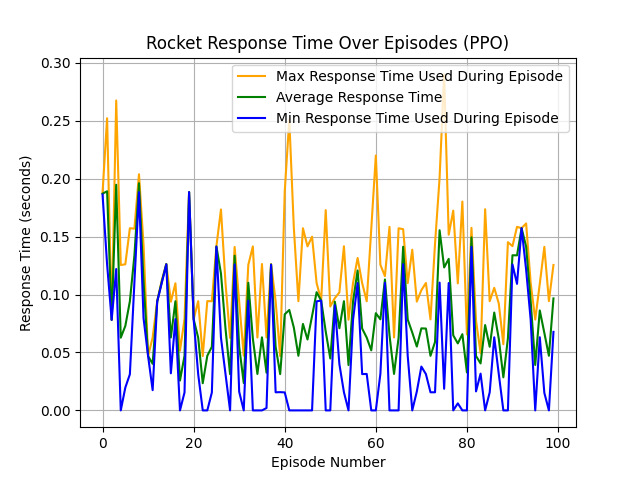 Rocket Response Time Over Episodes (PPO)
Max Response Time Used During Episode
Average Response Time
Min Response Time Used During Episode
Response Time (seconds)
0.30
0.25
0.20
0.15
0.10
0.05
0.00
0 20 40 60 80 100
Episode Number